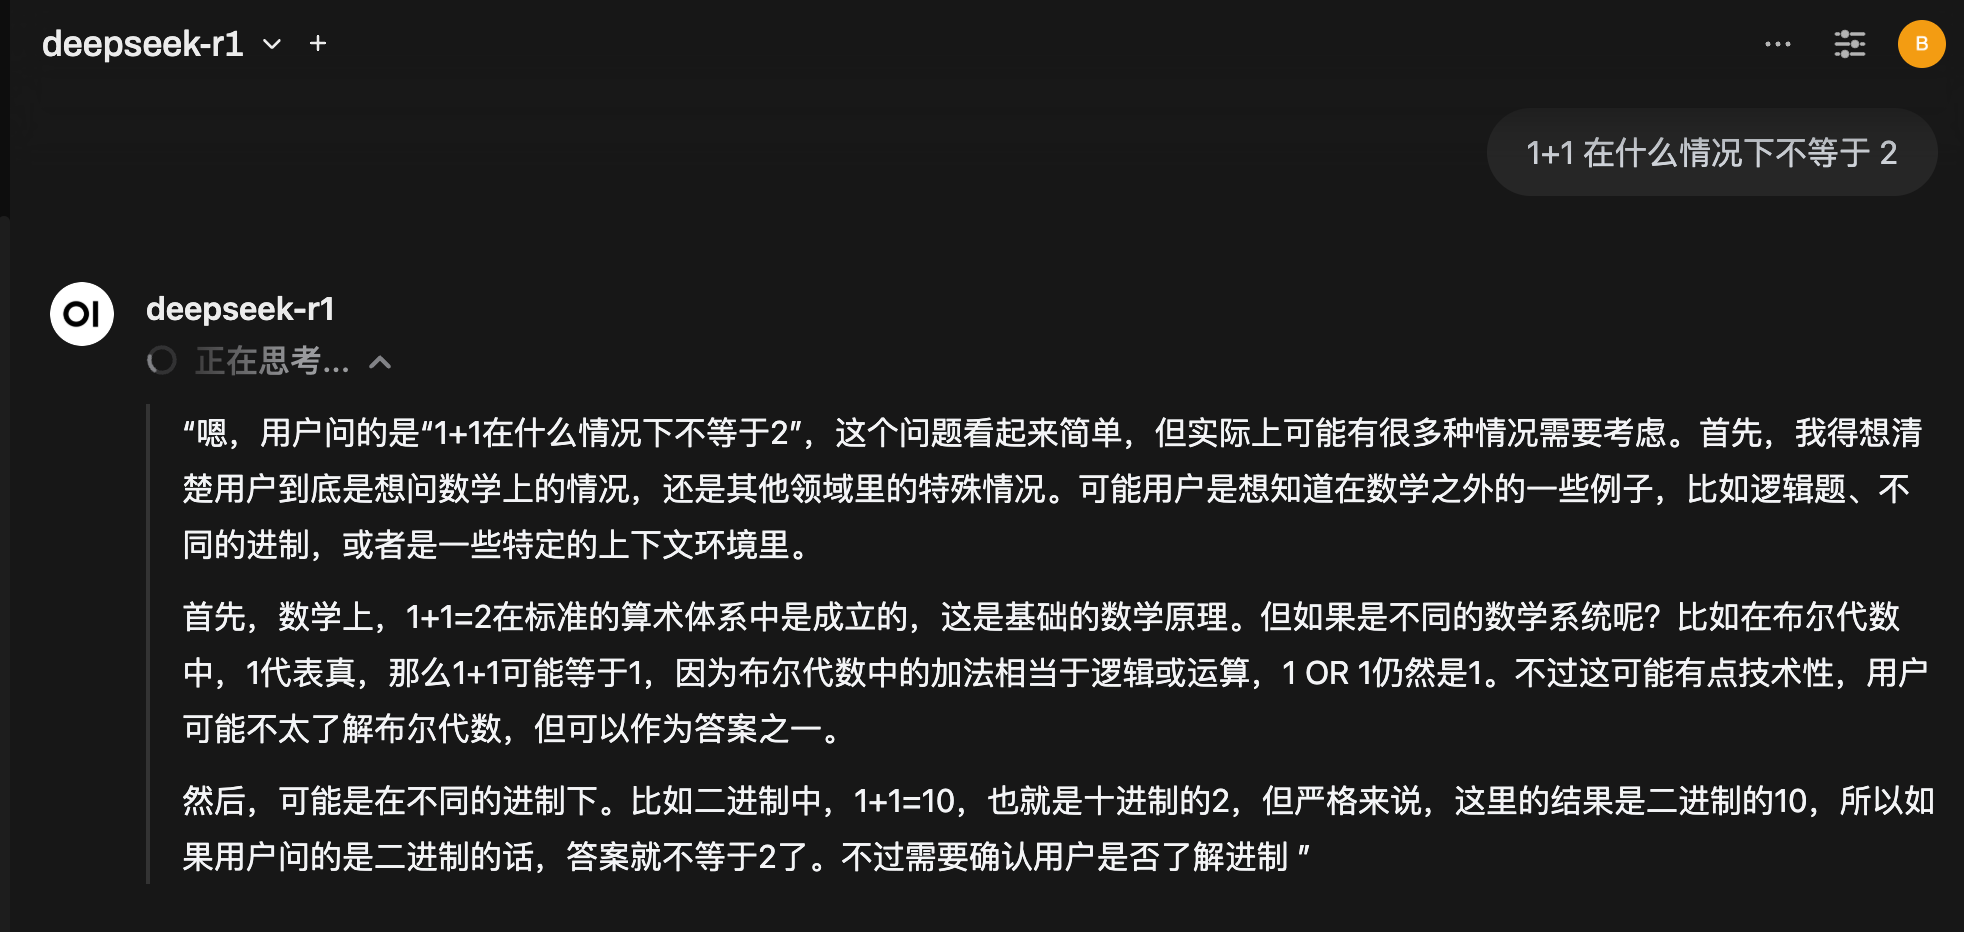 deepseek-r1
B
1+1 在什么情况下不等于 2
OI
deepseek-r1
正在思考...
“嗯，用户问的是“1+1在什么情况下不等于2”，这个问题看起来简单，但实际上可能有很多种情况需要考虑。首先，我得想清
楚用户到底是想问数学上的情况，还是其他领域里的特殊情况。可能用户是想知道在数学之外的一些例子，比如逻辑题、不
同的进制，或者是一些特定的上下文环境里。
首先，数学上，1+1=2在标准的算术体系中是成立的，这是基础的数学原理。但如果是不同的数学系统呢？比如在布尔代数
中，1代表真，那么1+1可能等于1，因为布尔代数中的加法相当于逻辑或运算，1 OR 1仍然是1。不过这可能有点技术性，用户
可能不太了解布尔代数，但可以作为答案之一。
然后，可能是在不同的进制下。比如二进制中，1+1=10，也就是十进制的2，但严格来说，这里的结果是二进制的10，所以如
果用户问的是二进制的话，答案就不等于2了。不过需要确认用户是否了解进制 ”